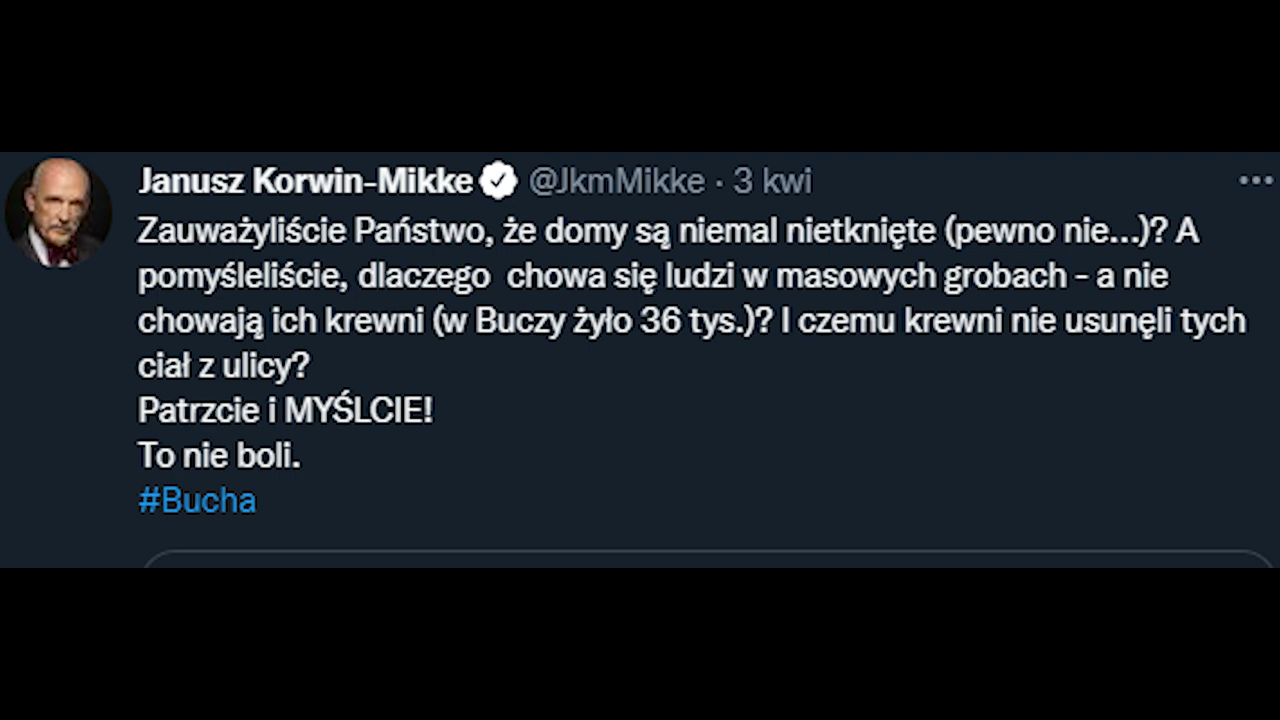 Janusz Korwin-Mikke @JkmMikke · 3 kwi
Zauważyliście Państwo, że domy są niemal nietknięte (pewno nie...)? A
pomyśleliście, dlaczego chowa się ludzi w masowych grobach - a nie
chowają ich krewni (w Buczy żyło 36 tys.)? I czemu krewni nie usunęli tych
ciał z ulicy?
Patrzcie i MYŚLCIE!
To nie boli.
#Bucha